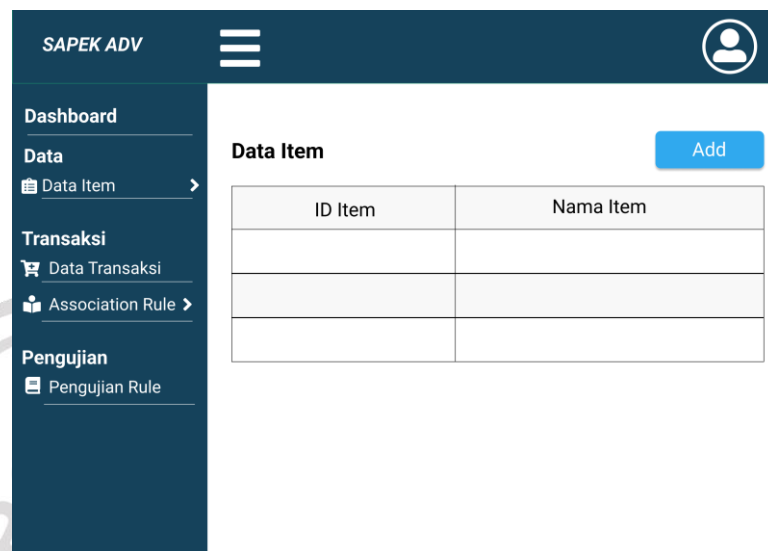 SAPEK ADV
Dashboard
Data
Data Item
Transaksi
Data Transaksi
Association Rule
Pengujian
Pengujian Rule
Data Item
Add
ID Item
Nama Item